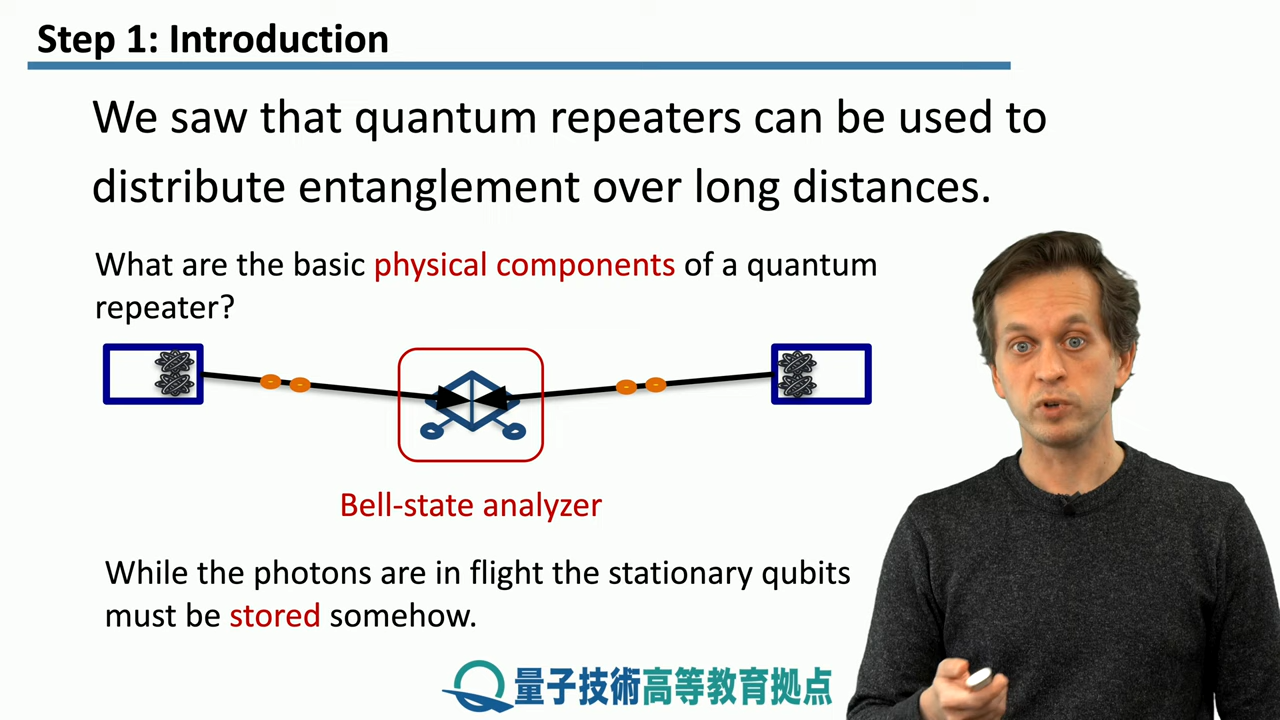 Step 1: Introduction
We saw that quantum repeaters can be used to
distribute entanglement over long distances.
What are the basic physical components of a quantum
repeater?
Bell-state analyzer
While the photons are in flight the stationary qubits
must be stored somehow.
量子技術高等教育拠点